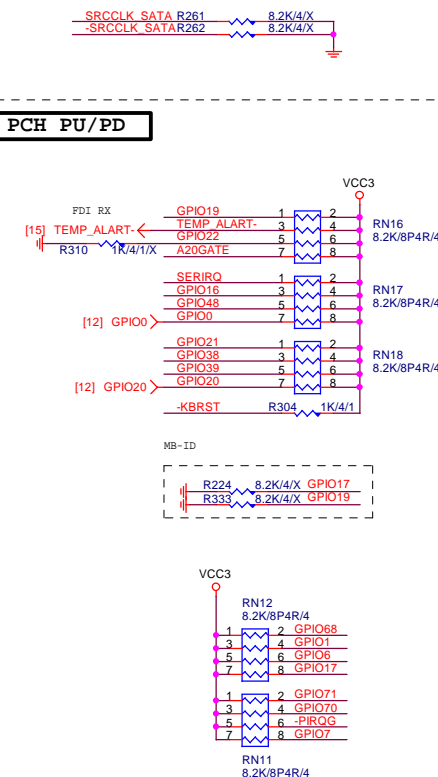 SRCCLK_SATA R261 8.2K/4/X
-SRCCLK_SATA R262 8.2K/4/X
PCH PU/PD
VCC3
FDI RX
GPIO19 1 2
[15] TEMP_ALART- TEMP_ALART- 3 4 RN16
GPIO22 5 6 8.2K/8P4R/4
R310 1K/4/1/X A20GATE 7 8
SERIRQ 1 2
GPIO16 3 4 RN17
GPIO48 5 6 8.2K/8P4R/4
[12] GPIO0 GPIO0 7 8
GPIO21 1 2
GPIO38 3 4 RN18
GPIO39 5 6 8.2K/8P4R/4
[12] GPIO20 GPIO20 7 8
-KBRST R304 1K/4/1
MB-ID
R224 8.2K/4/X GPIO17
R333 8.2K/4/X GPIO19
VCC3
RN12
8.2K/8P4R/4
1 2 GPIO68
3 4 GPIO1
5 6 GPIO6
7 8 GPIO17
1 2 GPIO71
3 4 GPIO70
5 6 -PIRQG
7 8 GPIO7
RN11
8.2K/8P4R/4